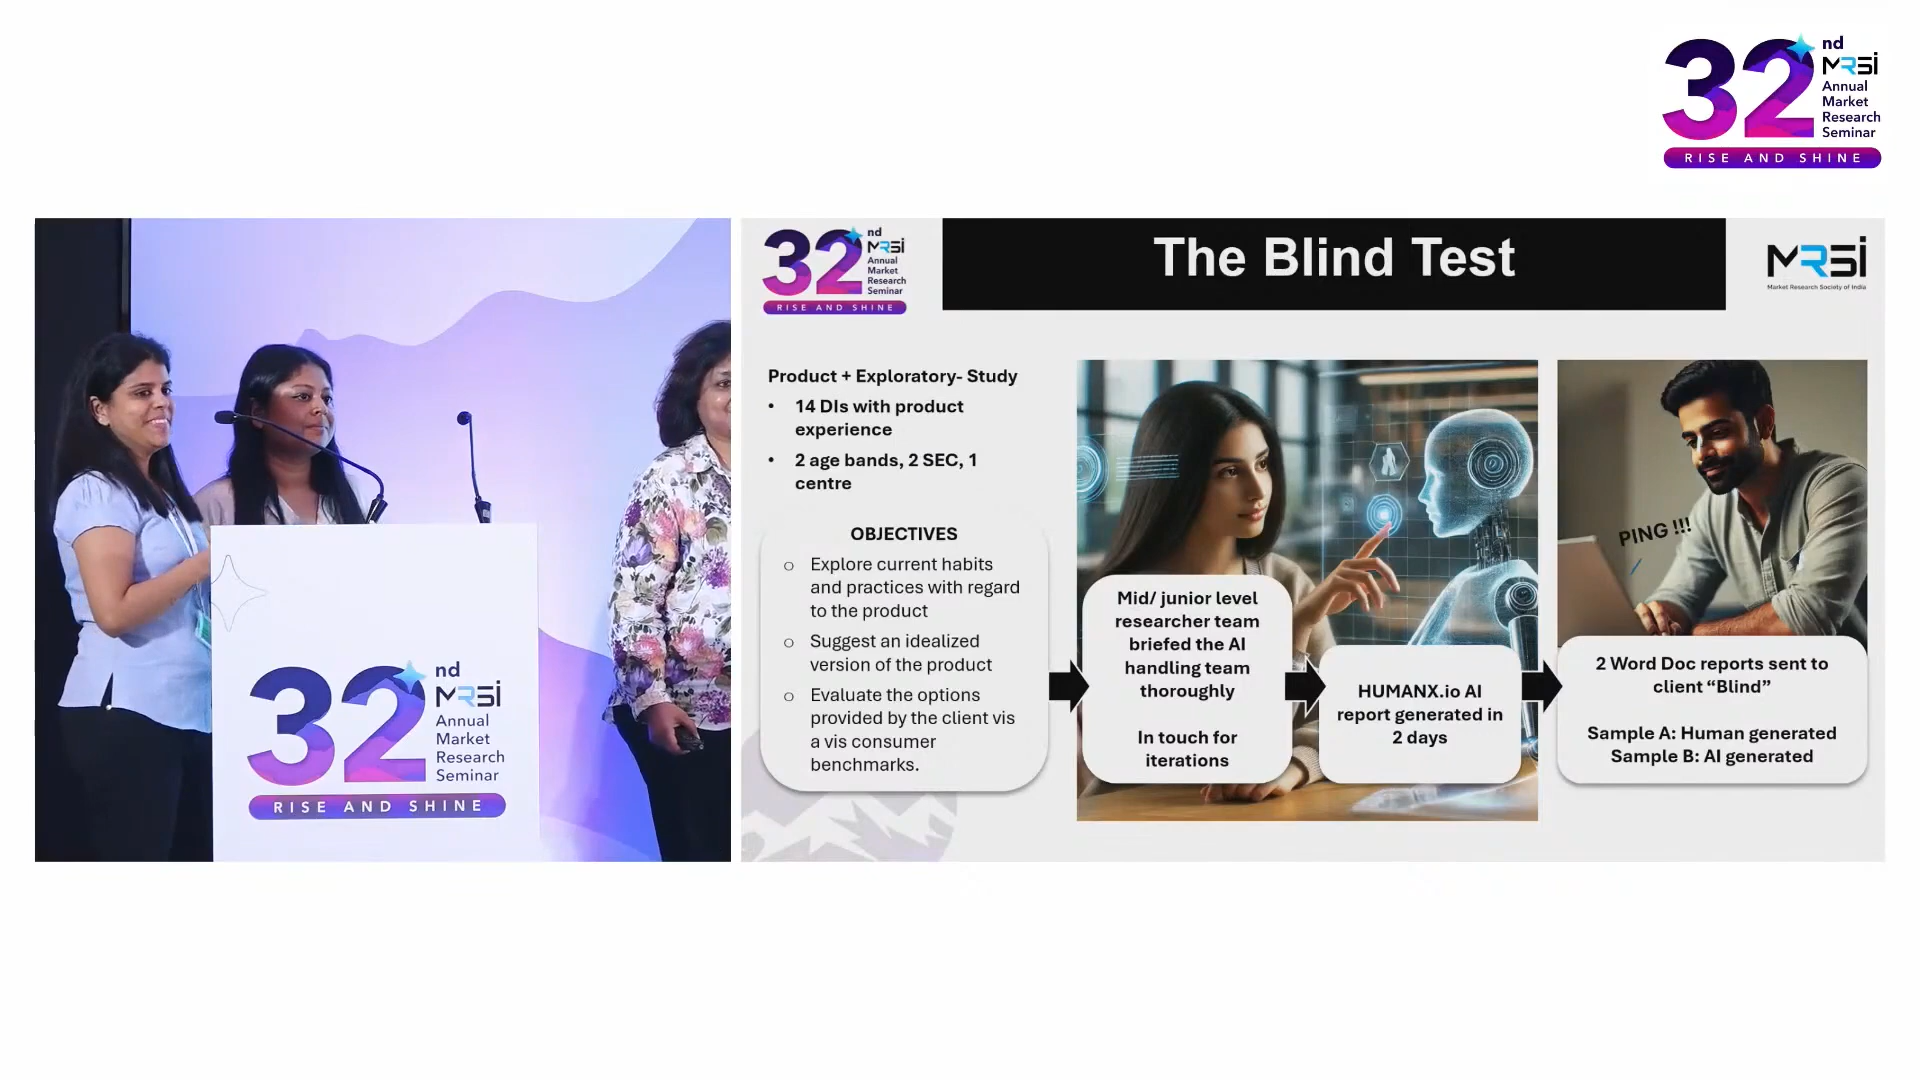 32nd
MRSI
Annual
Market
Research
Seminar
RISE AND SHINE
32nd
MRSI
Annual
Market
Research
Seminar
RISE AND SHINE
32nd
MRSI
Annual
Market
Research
Seminar
RISE AND SHINE
The Blind Test
MRSI
Market Research Society of India
Product + Exploratory- Study
• 14 DIs with product
experience
• 2 age bands, 2 SEC, 1
centre
OBJECTIVES
o Explore current habits
and practices with regard
to the product
o Suggest an idealized
version of the product
o Evaluate the options
provided by the client vis
a vis consumer
benchmarks.
Mid/ junior level
researcher team
briefed the AI
handling team
thoroughly
In touch for
iterations
HUMANX.io AI
report generated in
2 days
PING !!!
2 Word Doc reports sent to
client “Blind”
Sample A: Human generated
Sample B: AI generated